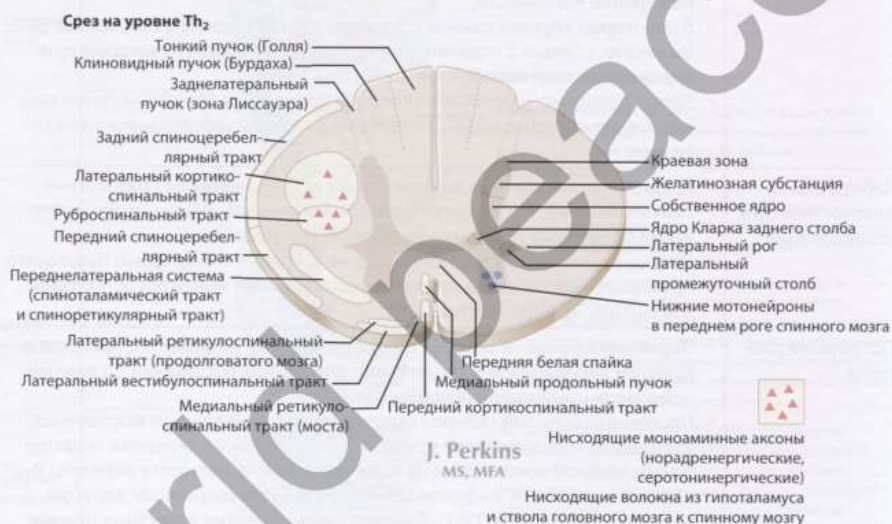 Срез на уровне Th₂
Тонкий пучок (Голля)
Клиновидный пучок (Бурдаха)
Заднелатеральный
пучок (зона Лиссауэра)
Задний спиноцеребел-
лярный тракт
Латеральный кортико-
спинальный тракт
Руброспинальный тракт
Передний спиноцеребел-
лярный тракт
Переднелатеральная система
(спиноталамический тракт
и спиноретикулярный тракт)
Латеральный ретикулоспинальный
тракт (продолговатого мозга)
Латеральный вестибулоспинальный тракт
Медиальный ретикуло-
спинальный тракт (моста)
Краевая зона
Желатинозная субстанция
Собственное ядро
Ядро Кларка заднего столба
Латеральный рог
Латеральный
промежуточный столб
Нижние мотонейроны
в переднем роге спинного мозга
Передняя белая спайка
Медиальный продольный пучок
Передний кортикоспинальный тракт
J. Perkins
MS, MFA
Нисходящие моноаминные аксоны
(норадренергические,
серотонинергические)
Нисходящие волокна из гипоталамуса
и ствола головного мозга к спинному мозгу